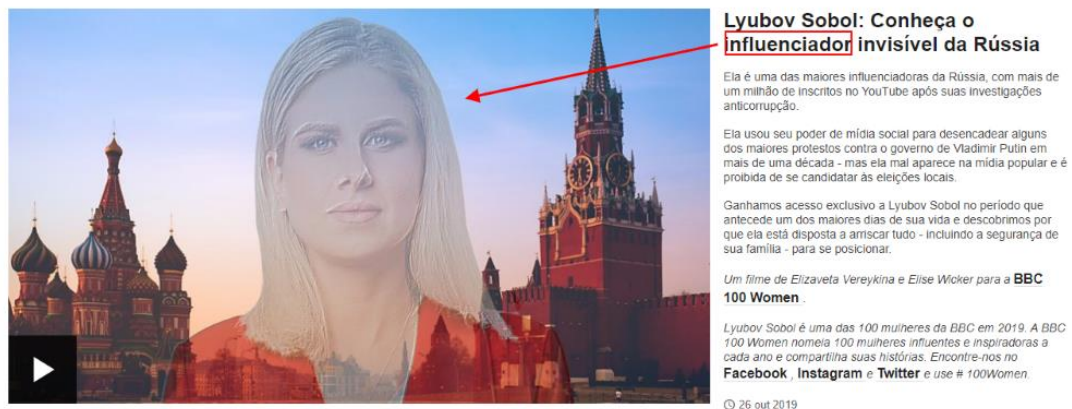 Lyubov Sobol: Conheça o
influenciador invisível da Rússia
Ela é uma das maiores influenciadoras da Rússia, com mais de
um milhão de inscritos no YouTube após suas investigações
anticorrupção.
Ela usou seu poder de mídia social para desencadear alguns
dos maiores protestos contra o governo de Vladimir Putin em
mais de uma década - mas ela mal aparece na mídia popular e é
proibida de se candidatar às eleições locais.
Ganhamos acesso exclusivo a Lyubov Sobol no período que
antecede um dos maiores dias de sua vida e descobrimos por
que ela está disposta a arriscar tudo - incluindo a segurança de
sua família - para se posicionar.
Um filme de Elizaveta Vereykina e Elise Wicker para a BBC
100 Women .
Lyubov Sobol é uma das 100 mulheres da BBC em 2019. A BBC
100 Women nomeia 100 mulheres influentes e inspiradoras a
cada ano e compartilha suas histórias. Encontre-nos no
Facebook , Instagram e Twitter e use # 100Women.
26 out 2019